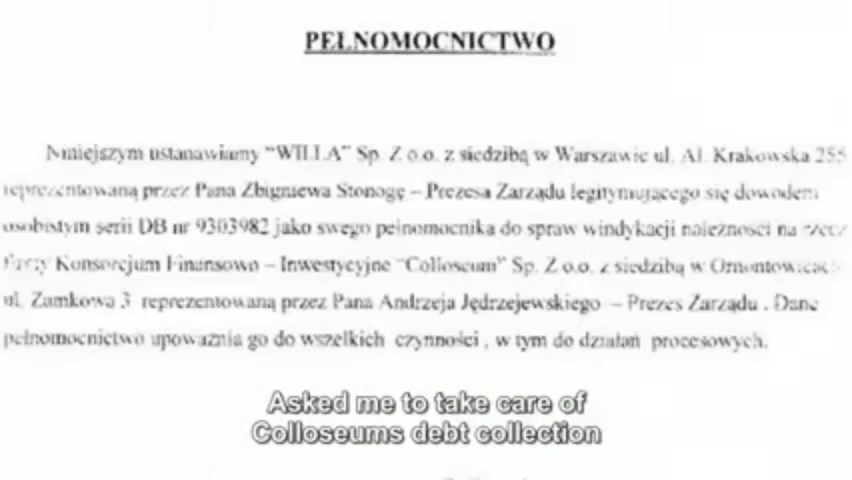 PEŁNOMOCNICTWO
Niniejszym ustanawiamy "WILLA" Sp. Z o.o. z siedzibą w Warszawie ul. Al. Krakowska 255
reprezentowaną przez Pana Zbigniewa Stonogę – Prezesa Zarządu legitymującego się dowodem
osobistym serii DB nr 9303982 jako swego pełnomocnika do spraw windykacji należności na rzecz
firmy Konsorcjum Finansowo – Inwestycyjne "Colloseum" Sp. Z o.o. z siedzibą w Ornontowicach
ul. Zamkowa 3 reprezentowaną przez Pana Andrzeja Jędrzejewskiego – Prezes Zarządu . Dane
pełnomocnictwo upoważnia go do wszelkich czynności , w tym do działań procesowych.
Asked me to take care of
Colloseums debt collection